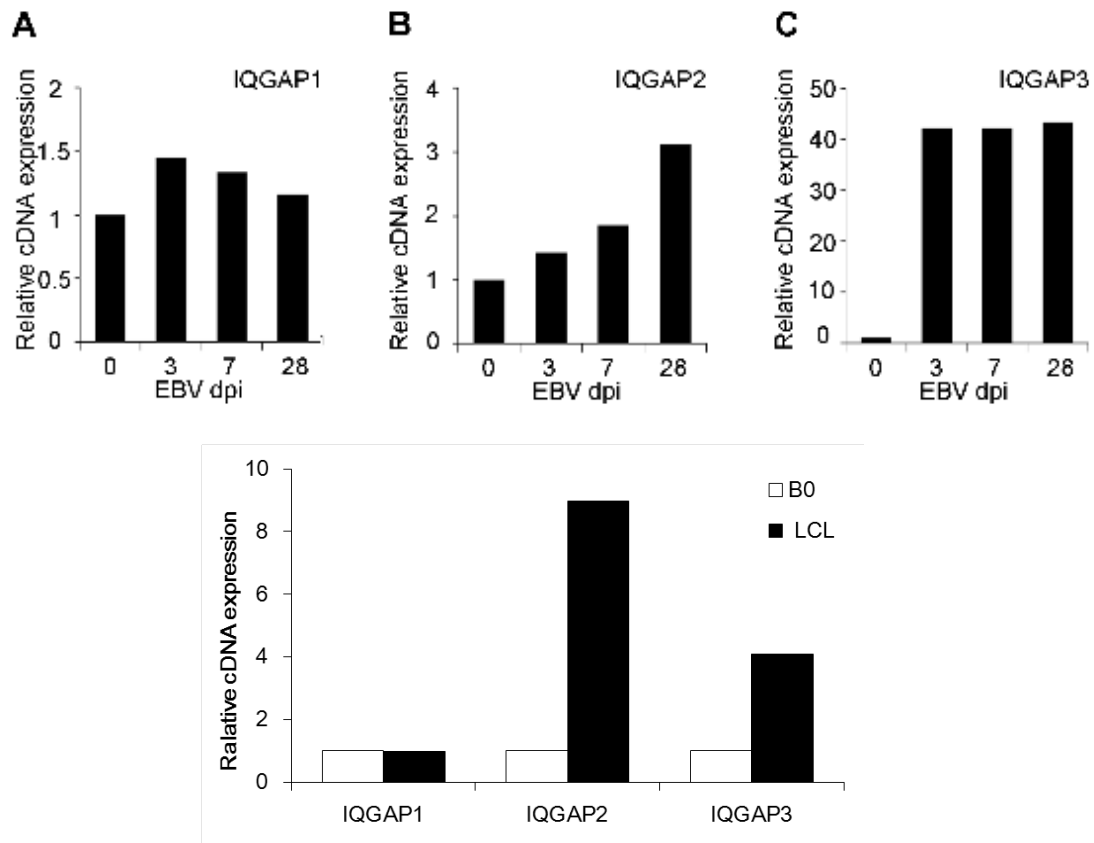 A
IQGAP1
Relative cDNA expression
2
1.5
1
0.5
0
0 3 7 28
EBV dpi
B
IQGAP2
Relative cDNA expression
4
3
2
1
0
0 3 7 28
EBV dpi
C
IQGAP3
Relative cDNA expression
50
40
30
20
10
0
0 3 7 28
EBV dpi
Ralative cDNA expression
10
8
6
4
2
0
B0
LCL
IQGAP1 IQGAP2 IQGAP3